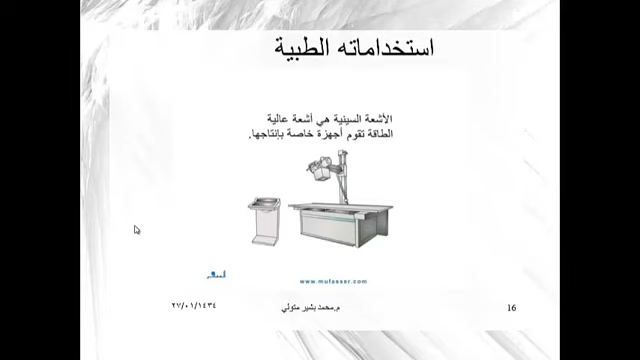 استخداماته الطبية
الأشعة السينية هي أشعة عالية
الطاقة تقوم أجهزة خاصة بإنتاجها.
www.mufasser.com
٢٧/٠١/١٤٣٤
م.محمد بشير متولي
16